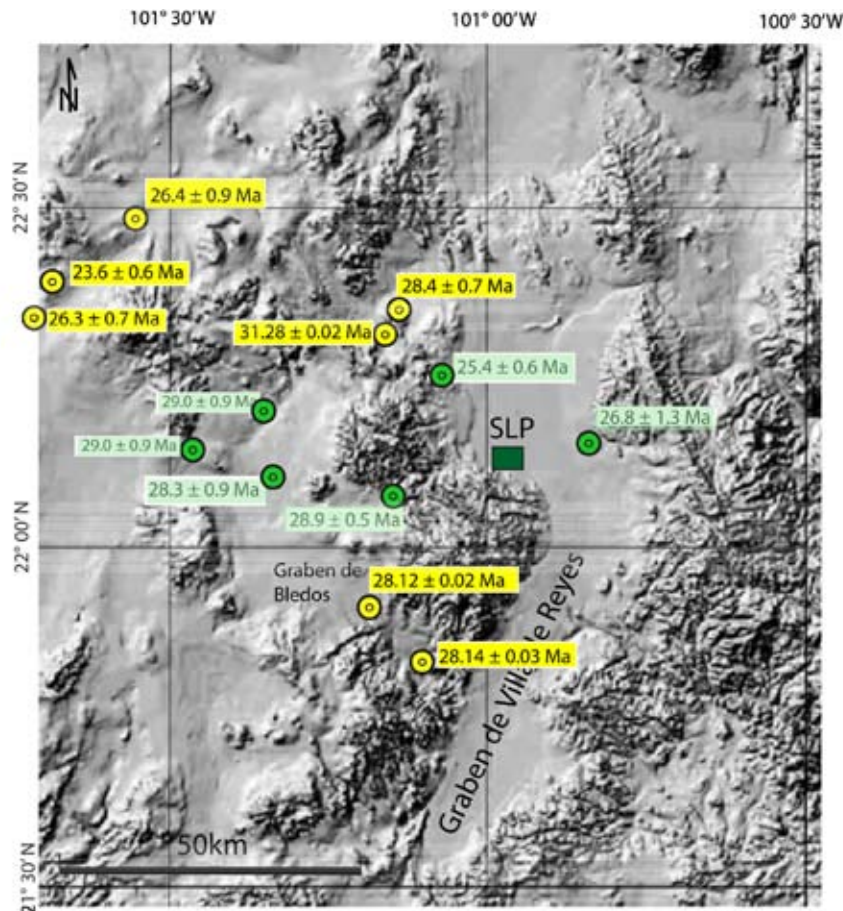 101° 30' W
101° 00' W
100° 30' W
N
22° 30' N
26.4 ± 0.9 Ma
23.6 ± 0.6 Ma
28.4 ± 0.7 Ma
26.3 ± 0.7 Ma
31.28 ± 0.02 Ma
25.4 ± 0.6 Ma
29.0 ± 0.9 Ma
26.8 ± 1.3 Ma
SLP
29.0 ± 0.9 Ma
28.3 ± 0.9 Ma
28.9 ± 0.5 Ma
22° 00' N
Graben de
Bledos
28.12 ± 0.02 Ma
28.14 ± 0.03 Ma
Graben de Villa de Reyes
50km
21° 30' N